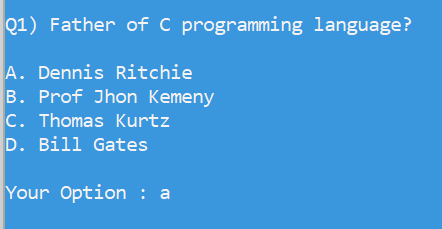 Q1) Father of C programming language?
A. Dennis Ritchie
B. Prof Jhon Kemeny
C. Thomas Kurtz
D. Bill Gates
Your Option : a